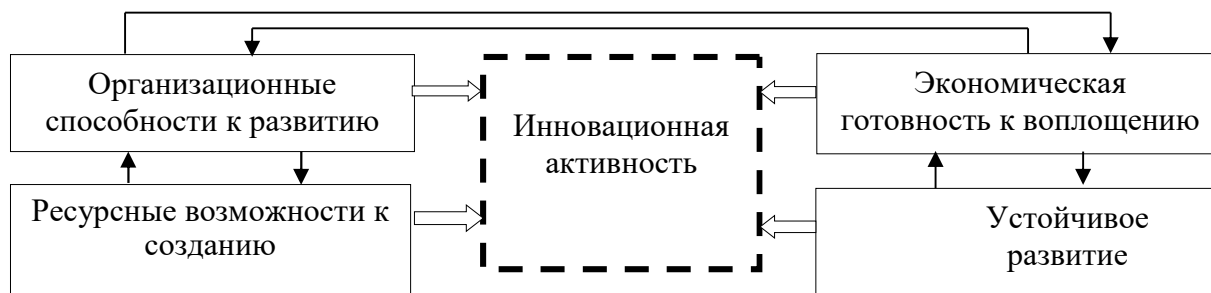 Организационные
способности к развитию
Экономическая
готовность к воплощению
Инновационная
активность
Ресурсные возможности к
созданию
Устойчивое
развитие